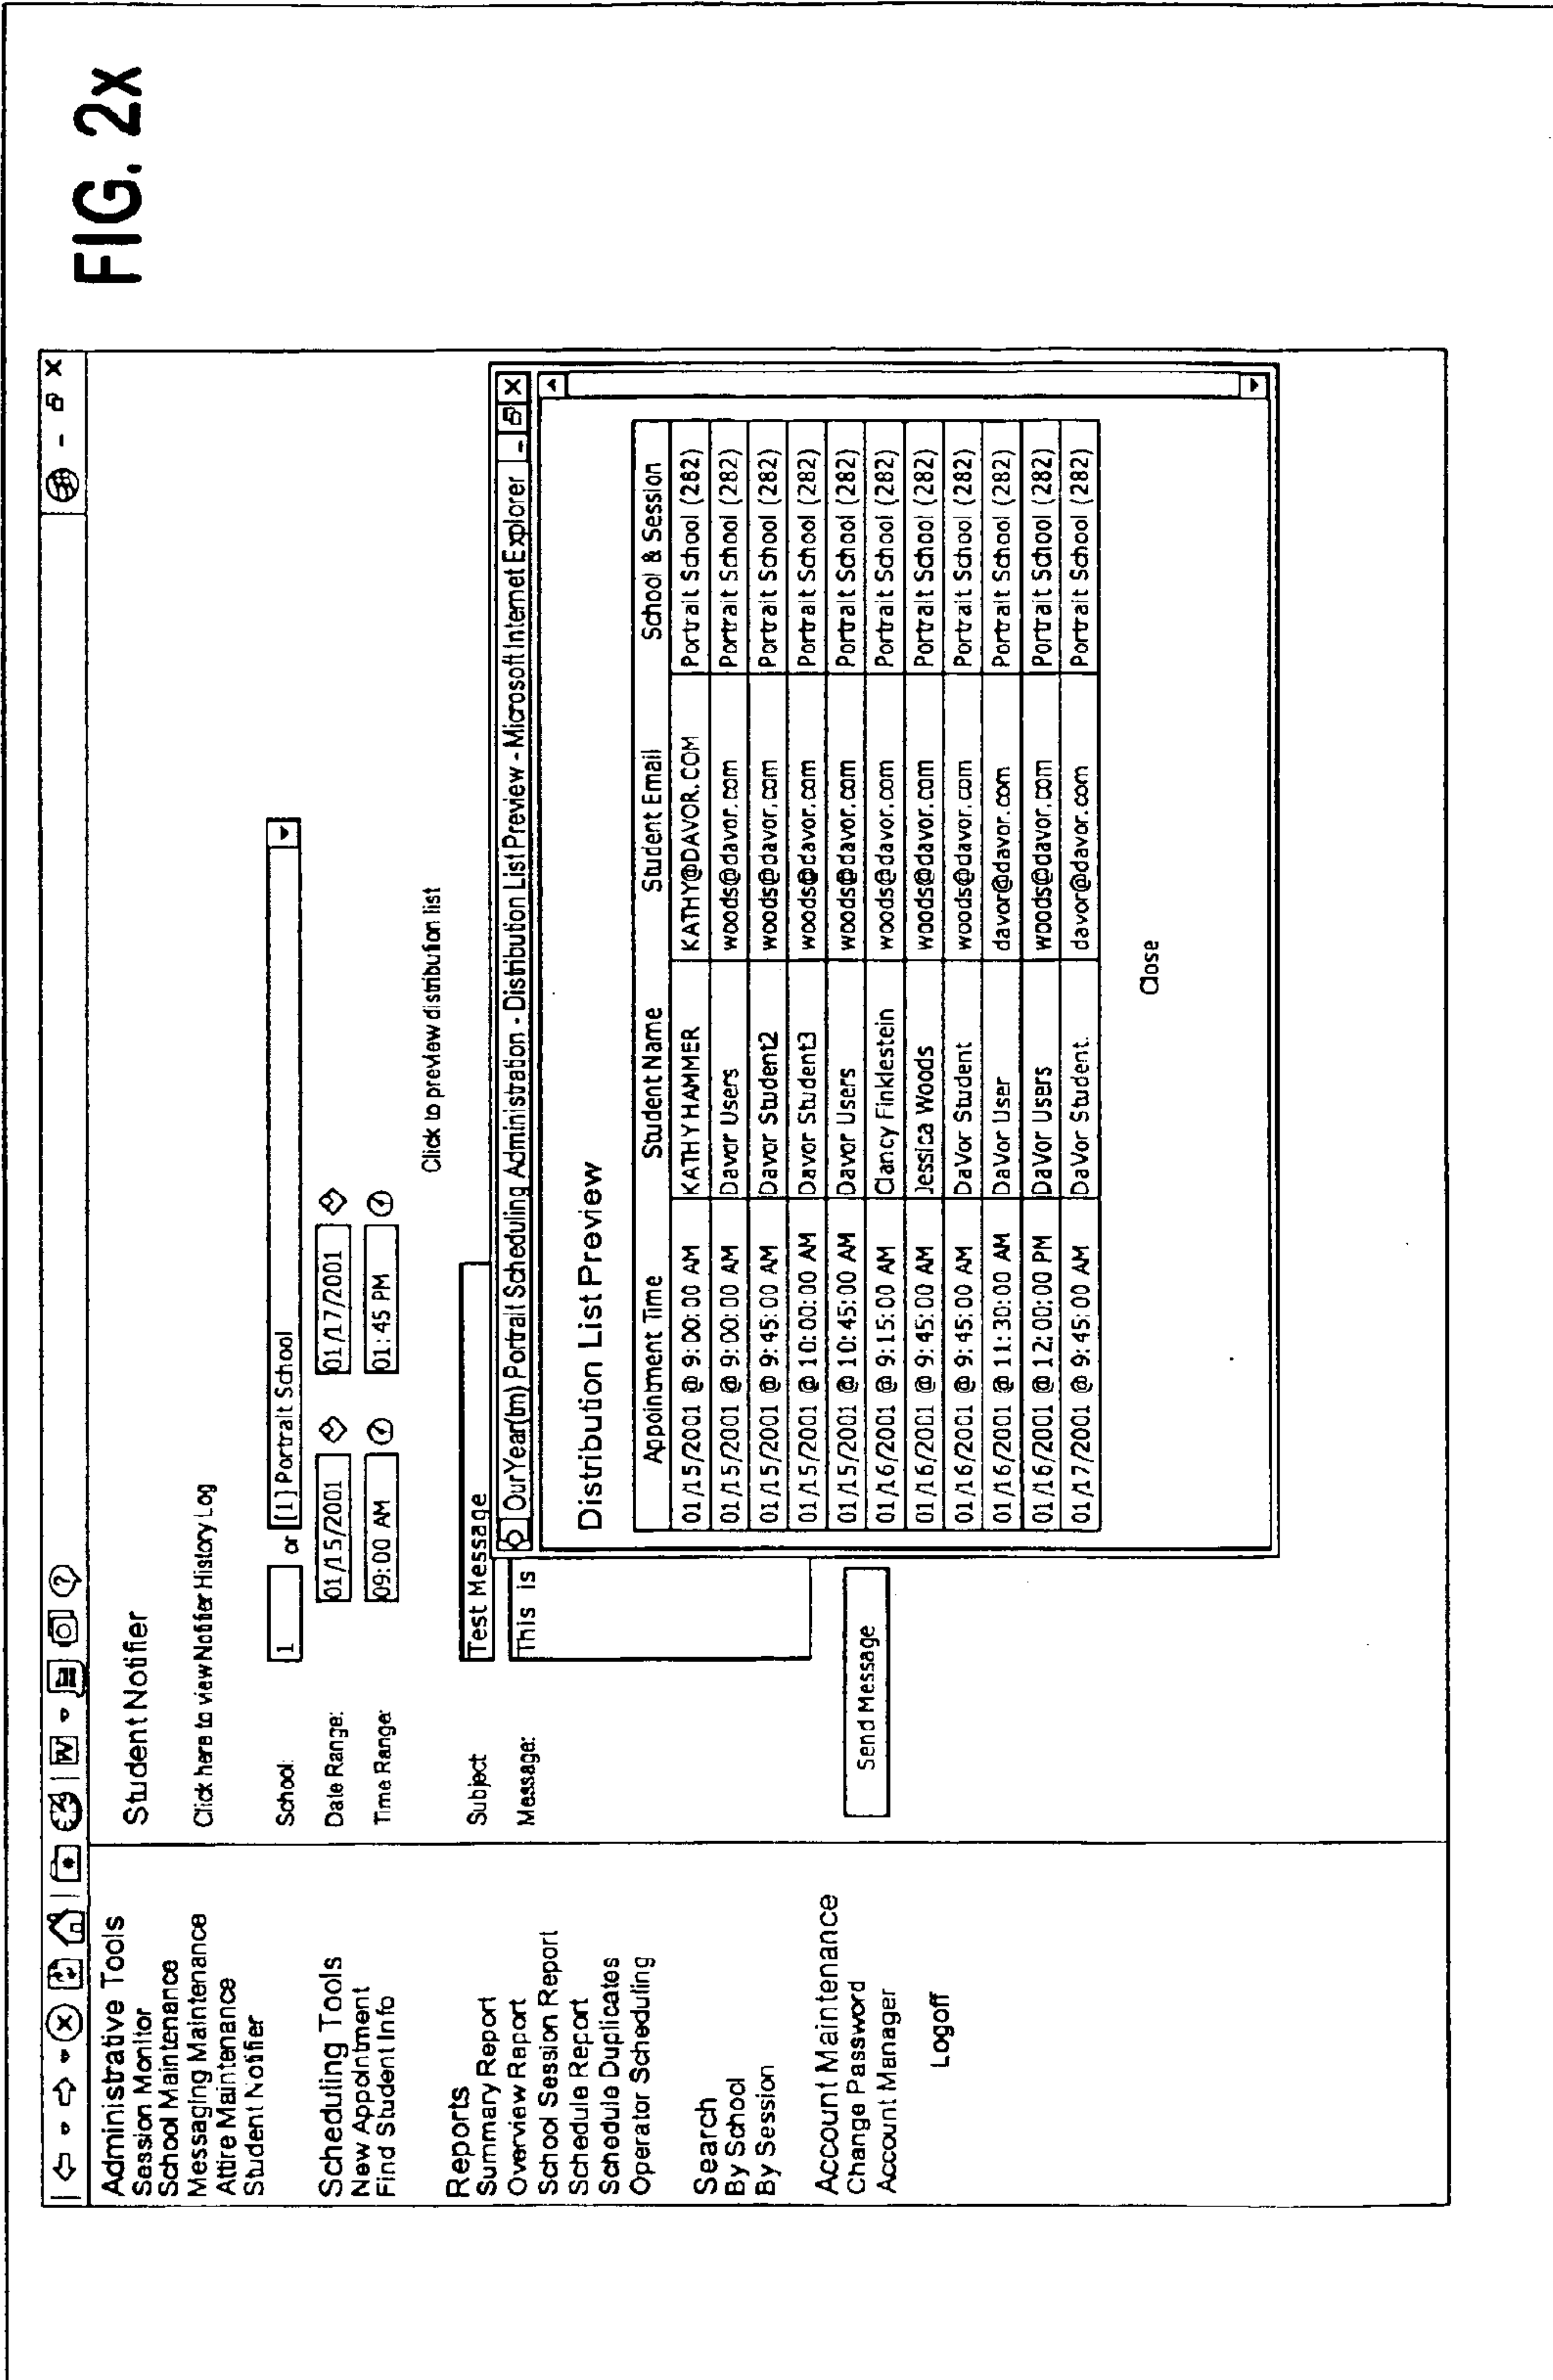 FIG. 2x
Administrative Tools
Session Monitor
School Maintenance
Messaging Maintenance
Attire Maintenance
Student Notifier
Scheduling Tools
New Appointment
Find Student Info
Reports
Summary Report
Overview Report
School Session Report
Schedule Report
Schedule Duplicates
Operator Scheduling
Search
By School
By Session
Account Maintenance
Change Password
Account Manager
Logoff
Student Notifier
Click here to view Notifier History Log
School: 1 or [1] Portrait School
Date Range: 01/15/2001 01/17/2001
Time Range: 09:00 AM 01:45 PM
Click to preview distribution list
Subject Test Message
Message: This is
Send Message
OurYear(tm) Portrait Scheduling Administration - Distribution List Preview - Microsoft Internet Explorer
Distribution List Preview
Appointment Time Student Name Student Email School & Session
01/15/2001 @ 9:00:00 AM KATHY HAMMER KATHY@DAVOR.COM Portrait School (282)
01/15/2001 @ 9:00:00 AM Davor Users woods@davor.com Portrait School (282)
01/15/2001 @ 9:45:00 AM Davor Student2 woods@davor.com Portrait School (282)
01/15/2001 @ 10:00:00 AM Davor Student3 woods@davor.com Portrait School (282)
01/15/2001 @ 10:45:00 AM Davor Users woods@davor.com Portrait School (282)
01/16/2001 @ 9:15:00 AM Clancy Finklestein woods@davor.com Portrait School (282)
01/16/2001 @ 9:45:00 AM Jessica Woods woods@davor.com Portrait School (282)
01/16/2001 @ 9:45:00 AM DaVor Student woods@davor.com Portrait School (282)
01/16/2001 @ 11:30:00 AM DaVor User davor@davor.com Portrait School (282)
01/16/2001 @ 12:00:00 PM DaVor Users woods@davor.com Portrait School (282)
01/17/2001 @ 9:45:00 AM DaVor Student. davor@davor.com Portrait School (282)
Close